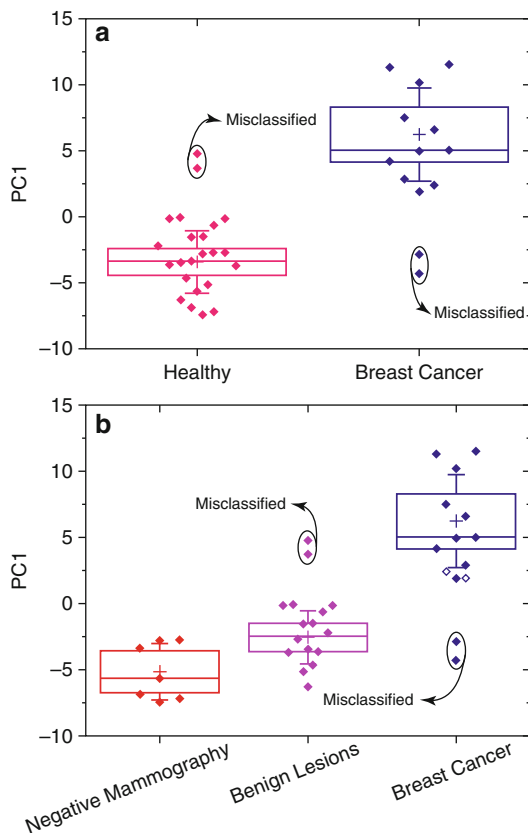 a
15
10
5
0
−5
−10
PC1
Misclassified
Misclassified
Healthy
Breast Cancer
b
15
10
5
0
−5
−10
PC1
Misclassified
Misclassified
Negative Mammography
Benign Lesions
Breast Cancer